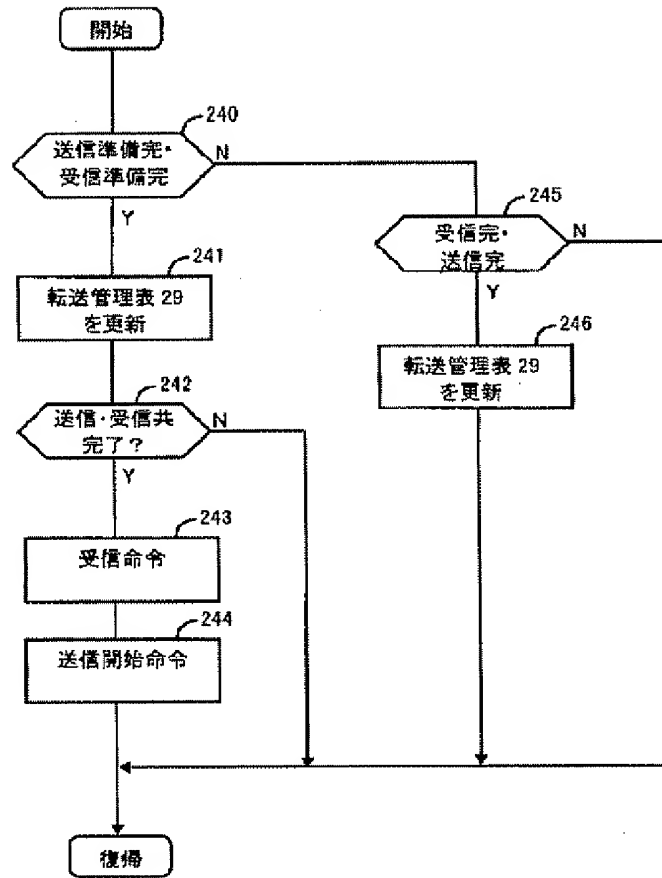 開始
240
送信準備完・
受信準備完
N
Y
245
受信完・
送信完
N
Y
241
転送管理表 29
を更新
246
転送管理表 29
を更新
242
送信・受信共
完了?
N
Y
243
受信命令
244
送信開始命令
復帰